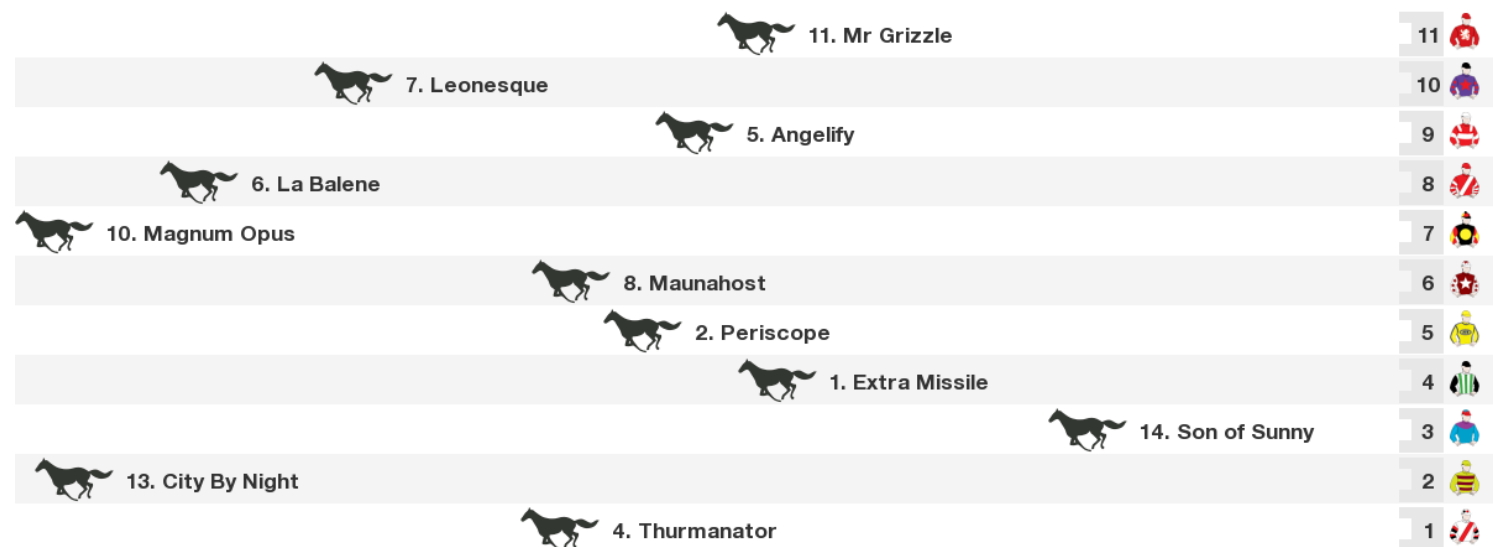 11. Mr Grizzle 11
7. Leonesque 10
5. Angelify 9
6. La Balene 8
10. Magnum Opus 7
8. Maunahost 6
2. Periscope 5
1. Extra Missile 4
14. Son of Sunny 3
13. City By Night 2
4. Thurmanator 1